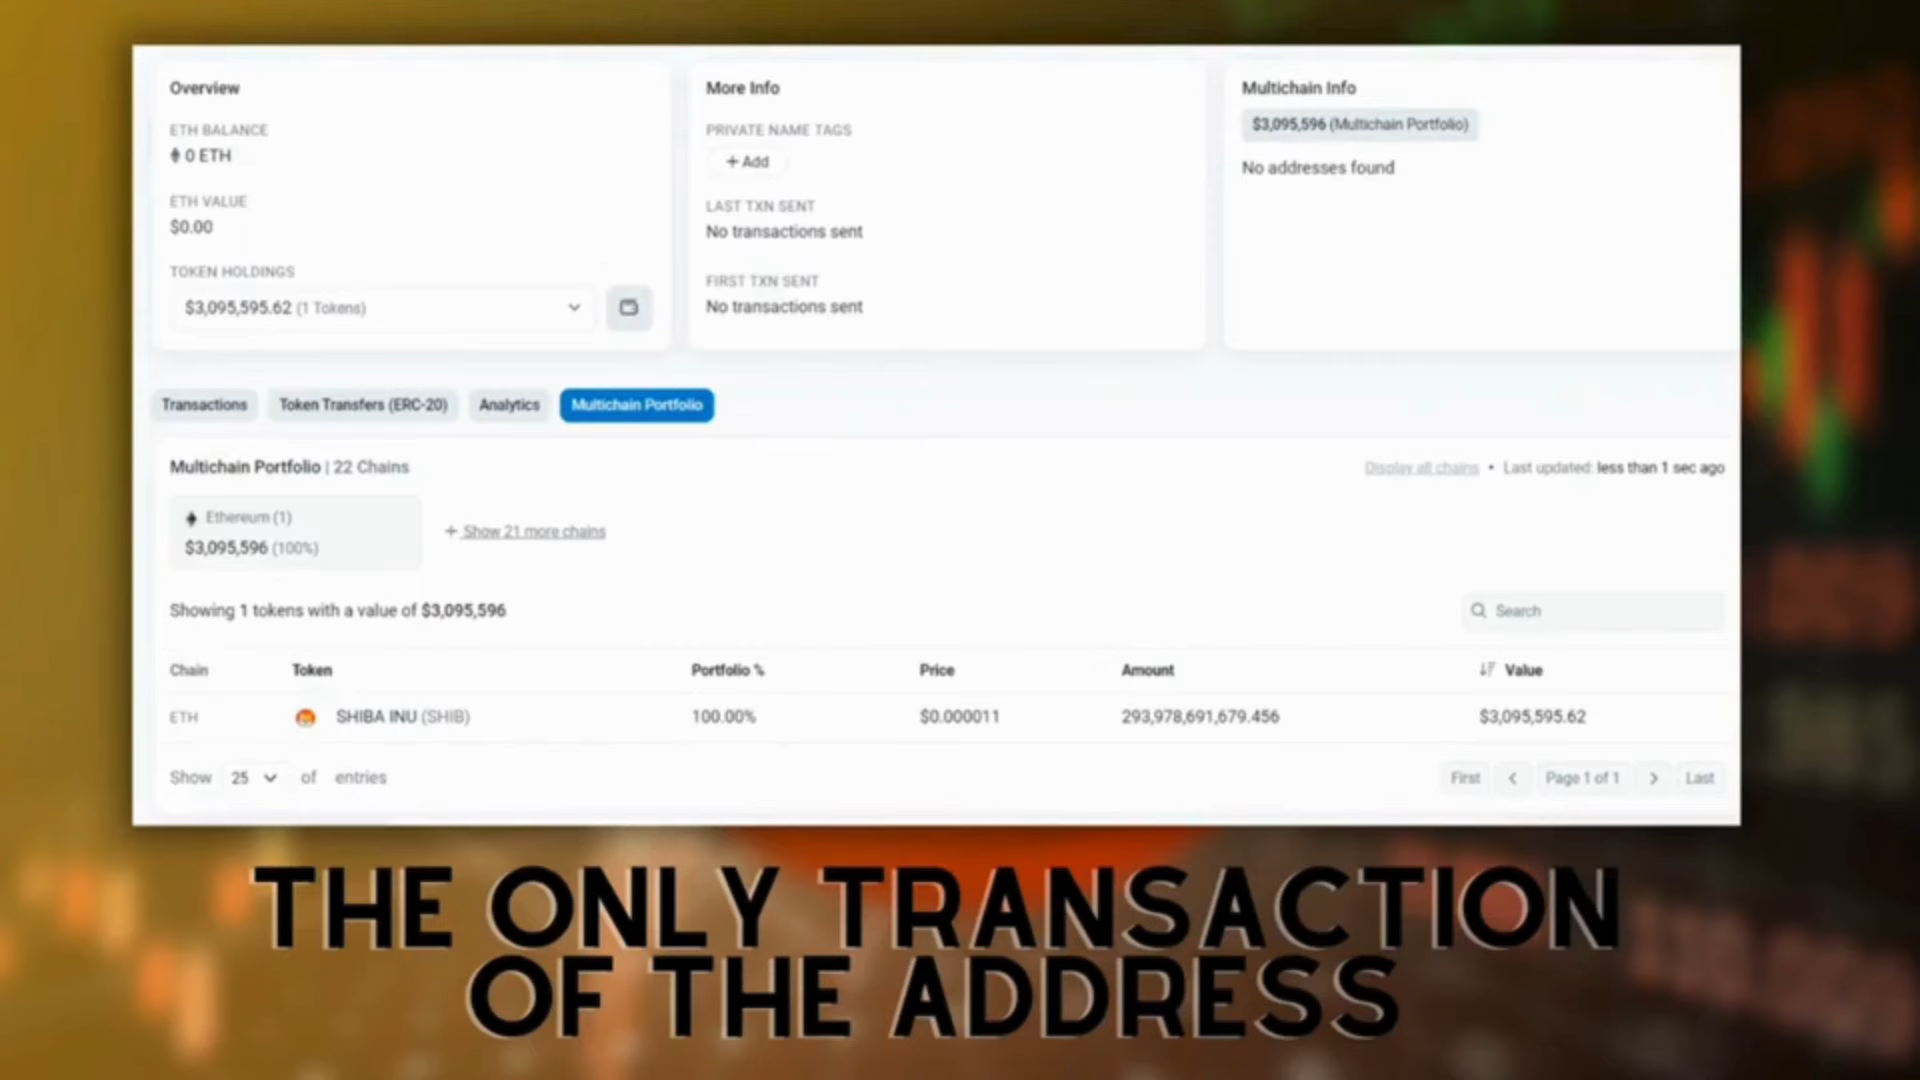 Overview
ETH BALANCE
0 ETH
ETH VALUE
$0.00
TOKEN HOLDINGS
$3,095,595.62 (1 Tokens)
More Info
PRIVATE NAME TAGS
+ Add
LAST TXN SENT
No transactions sent
FIRST TXN SENT
No transactions sent
Multichain Info
$3,095,596 (Multichain Portfolio)
No addresses found
Transactions Token Transfers (ERC-20) Analytics Multichain Portfolio
Multichain Portfolio | 22 Chains
Display all chains • Last updated: less than 1 sec ago
Ethereum (1)
$3,095,596 (100%)
+ Show 21 more chains
Showing 1 tokens with a value of $3,095,596
Search
Chain Token Portfolio % Price Amount Value
ETH SHIBA INU (SHIB) 100.00% $0.000011 293,978,691,679.456 $3,095,595.62
Show 25 of entries
First < Page 1 of 1 > Last
THE ONLY TRANSACTION
OF THE ADDRESS